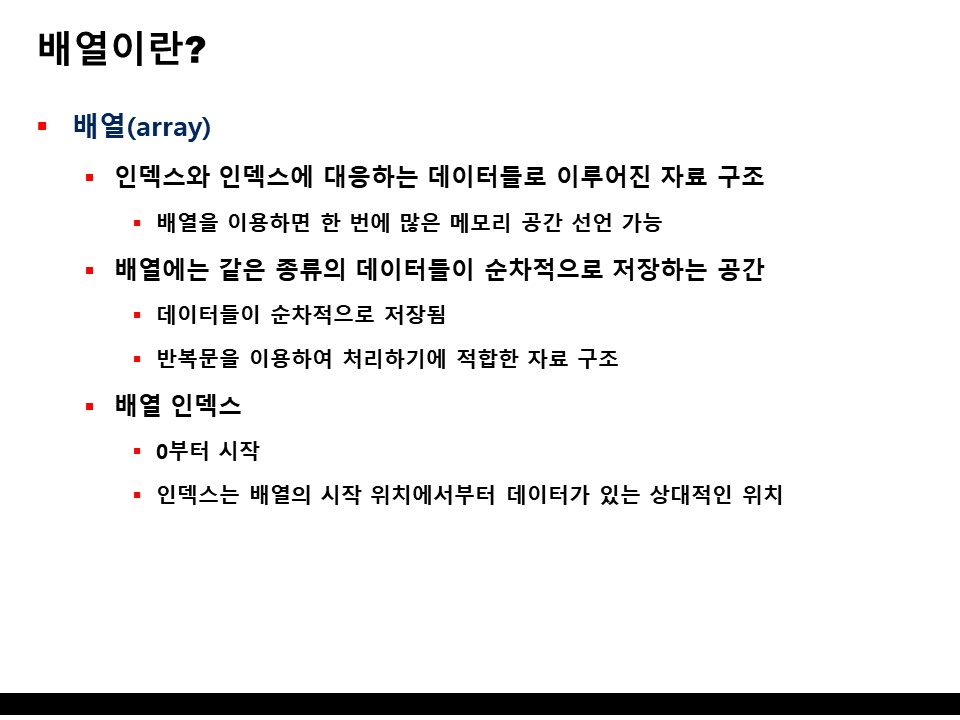 배열이란?
배열(array)
인덱스와 인덱스에 대응하는 데이터들로 이루어진 자료 구조
배열을 이용하면 한 번에 많은 메모리 공간 선언 가능
배열에는 같은 종류의 데이터들이 순차적으로 저장하는 공간
데이터들이 순차적으로 저장됨
반복문을 이용하여 처리하기에 적합한 자료 구조
배열 인덱스
0부터 시작
인덱스는 배열의 시작 위치에서부터 데이터가 있는 상대적인 위치